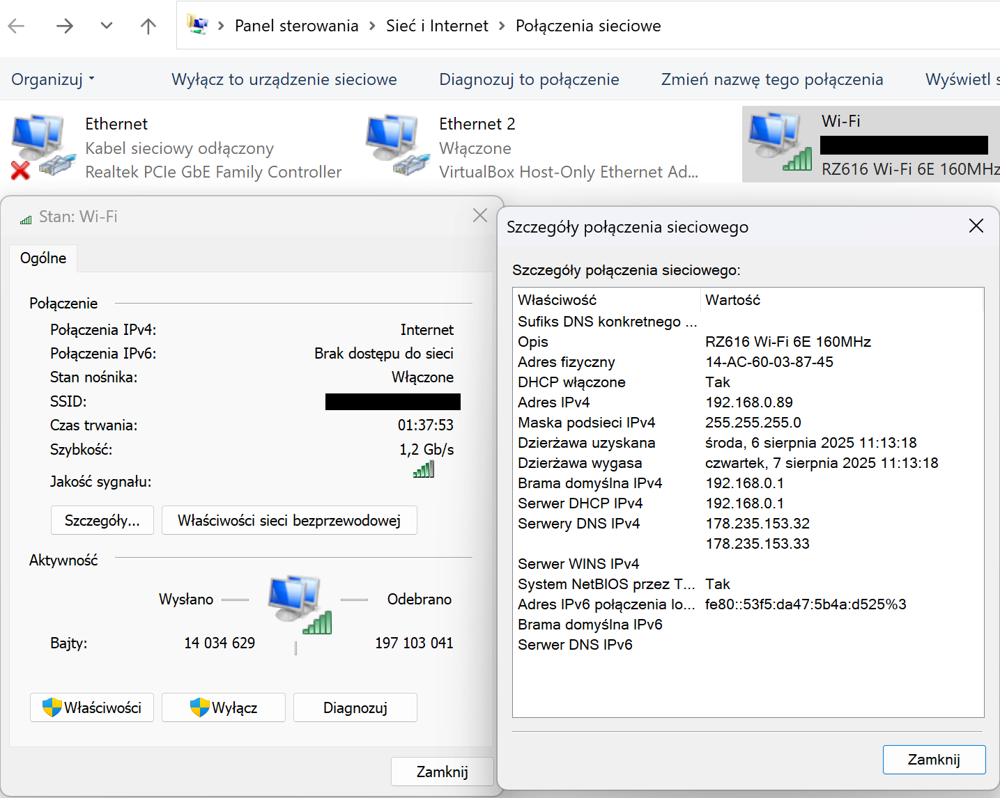 Panel sterowania > Sieć i Internet > Połączenia sieciowe
Organizuj Wyłącz to urządzenie sieciowe Diagnozuj to połączenie Zmień nazwę tego połączenia Wyświetl s
Ethernet
Kabel sieciowy odłączony
Realtek PCIe GbE Family Controller
Ethernet 2
Włączone
VirtualBox Host-Only Ethernet Ad...
Wi-Fi
RZ616 Wi-Fi 6E 160MHz
Stan: Wi-Fi
Ogólne
Połączenie
Połączenia IPv4: Internet
Połączenia IPv6: Brak dostępu do sieci
Stan nośnika: Włączone
SSID:
Czas trwania: 01:37:53
Szybkość: 1,2 Gb/s
Jakość sygnału:
Szczegóły... Właściwości sieci bezprzewodowej
Aktywność
Wysłano Odebrano
Bajty: 14 034 629 197 103 041
Właściwości Wyłącz Diagnozuj
Zamknij
Szczegóły połączenia sieciowego
Szczegóły połączenia sieciowego:
Właściwość Wartość
Sufiks DNS konkretnego ...
Opis RZ616 Wi-Fi 6E 160MHz
Adres fizyczny 14-AC-60-03-87-45
DHCP włączone Tak
Adres IPv4 192.168.0.89
Maska podsieci IPv4 255.255.255.0
Dzierżawa uzyskana środa, 6 sierpnia 2025 11:13:18
Dzierżawa wygasa czwartek, 7 sierpnia 2025 11:13:18
Brama domyślna IPv4 192.168.0.1
Serwer DHCP IPv4 192.168.0.1
Serwery DNS IPv4 178.235.153.32
178.235.153.33
Serwer WINS IPv4
System NetBIOS przez T... Tak
Adres IPv6 połączenia lo... fe80::53f5:da47:5b4a:d525%3
Brama domyślna IPv6
Serwer DNS IPv6
Zamknij